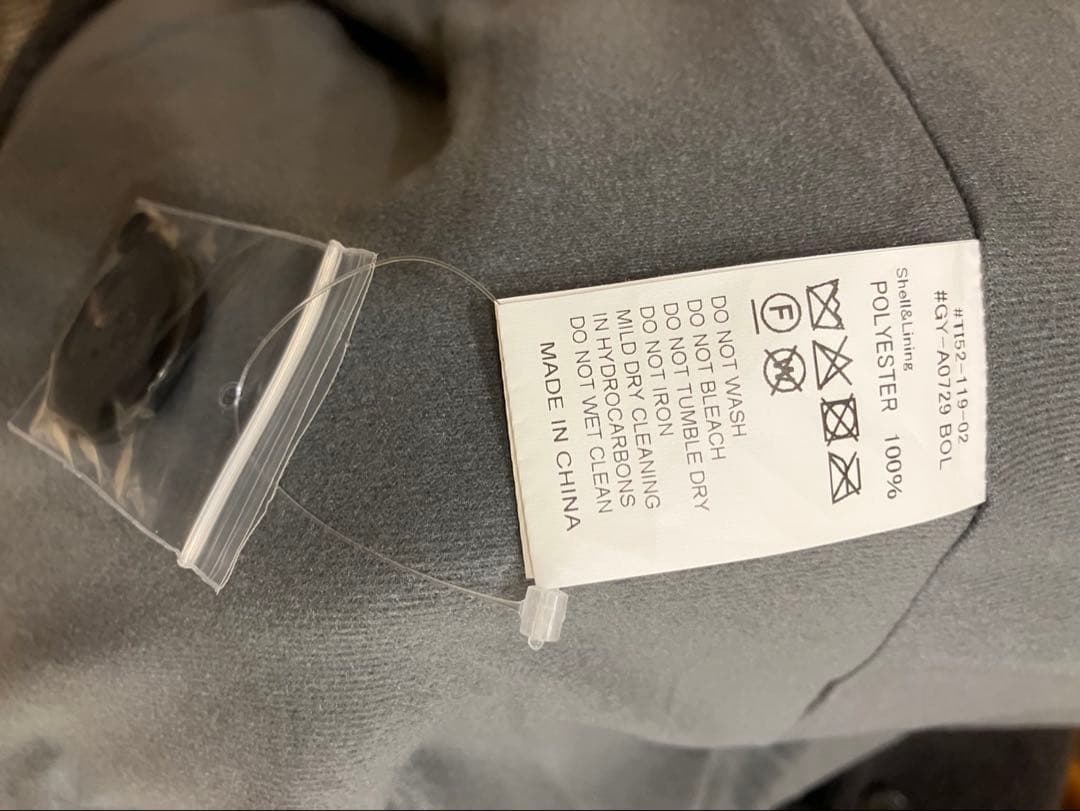 #TI52-119-02
#GY-A0729 BOL
Shell&Lining
POLYESTER 100%
F
W
DO NOT WASH
DO NOT BLEACH
DO NOT TUMBLE DRY
DO NOT IRON
MILD DRY CLEANING
IN HYDROCARBONS
DO NOT WET CLEAN
MADE IN CHINA